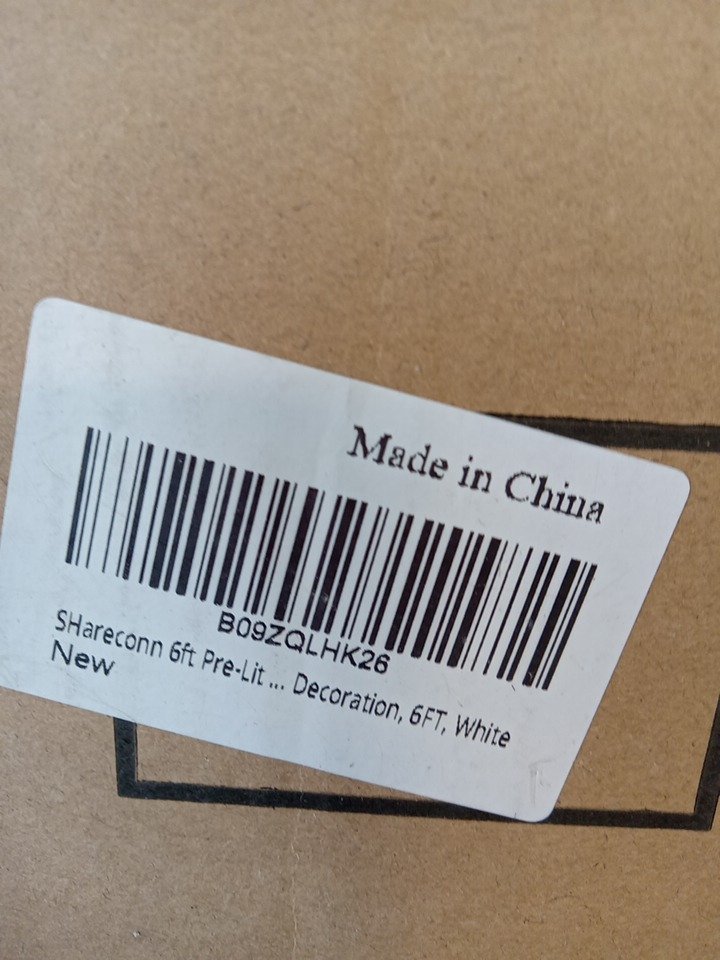 Made in China
B09ZQLHK26
SHareconn 6ft Pre-Lit ... Decoration, 6FT, White
New